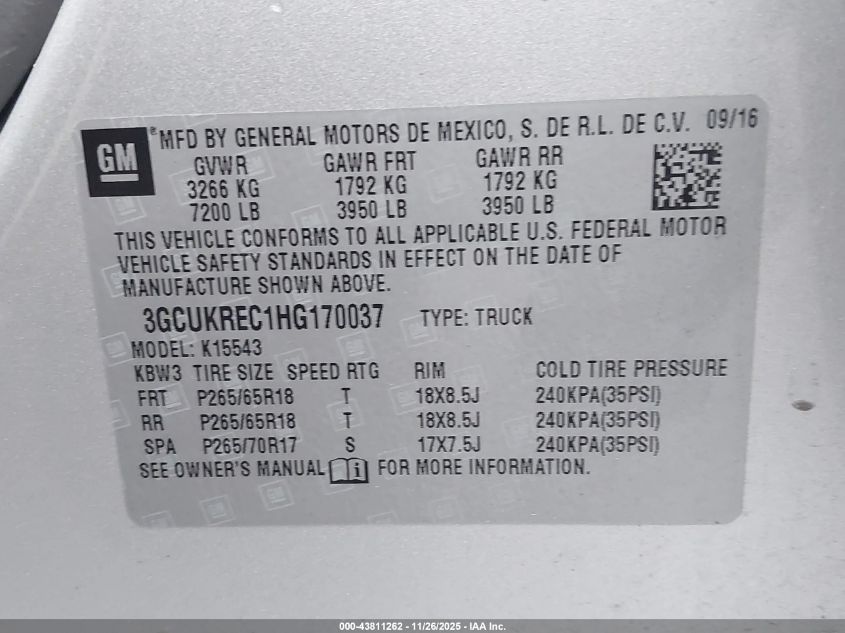 GM
®MFD BY GENERAL MOTORS DE MEXICO, S. DE R.L. DE C.V. 09/16
GVWR GAWR FRT GAWR RR
3266 KG 1792 KG 1792 KG
7200 LB 3950 LB 3950 LB
THIS VEHICLE CONFORMS TO ALL APPLICABLE U.S. FEDERAL MOTOR
VEHICLE SAFETY STANDARDS IN EFFECT ON THE DATE OF
MANUFACTURE SHOWN ABOVE.
3GCUKREC1HG170037 TYPE: TRUCK
MODEL: K15543
KBW3 TIRE SIZE SPEED RTG RIM COLD TIRE PRESSURE
FRT P265/65R18 T 18X8.5J 240KPA(35PSI)
RR P265/65R18 T 18X8.5J 240KPA(35PSI)
SPA P265/70R17 S 17X7.5J 240KPA(35PSI)
SEE OWNER'S MANUAL i FOR MORE INFORMATION.
000-43811262 - 11/26/2025 - IAA Inc.